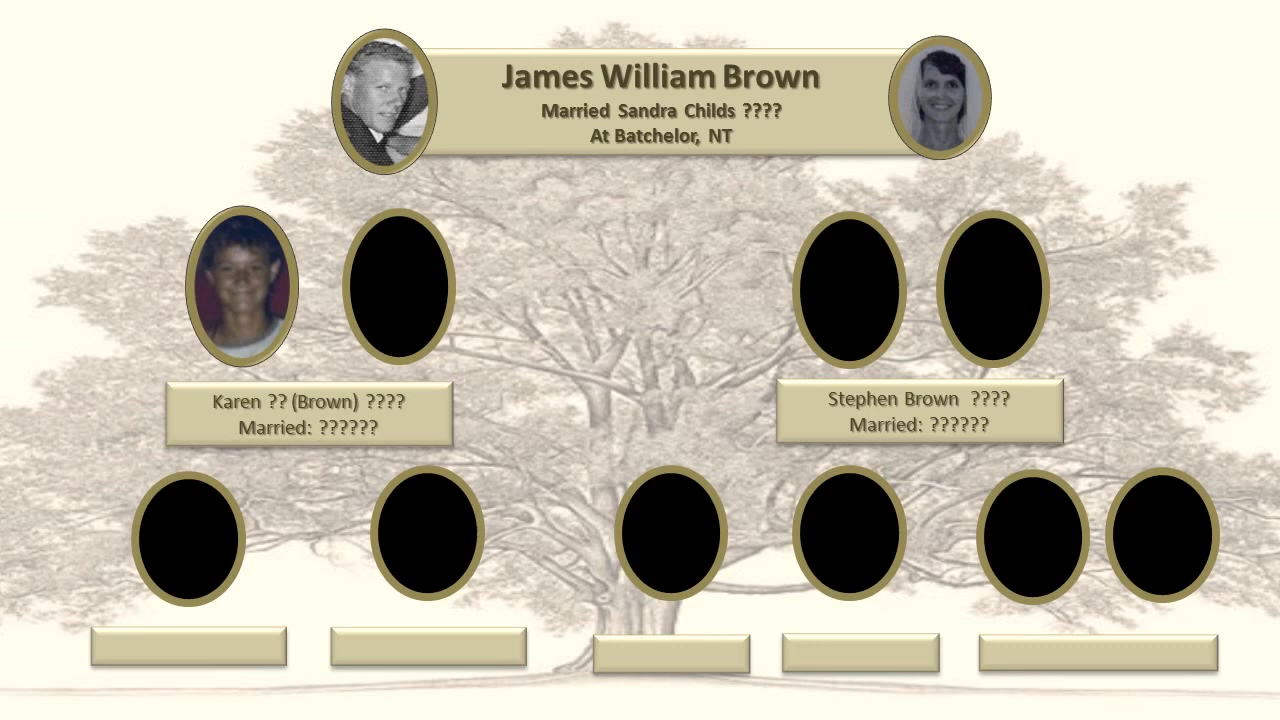 James William Brown
Married Sandra Childs ????
At Batchelor, NT
Karen ?? (Brown) ????
Married: ??????
Stephen Brown ????
Married: ??????